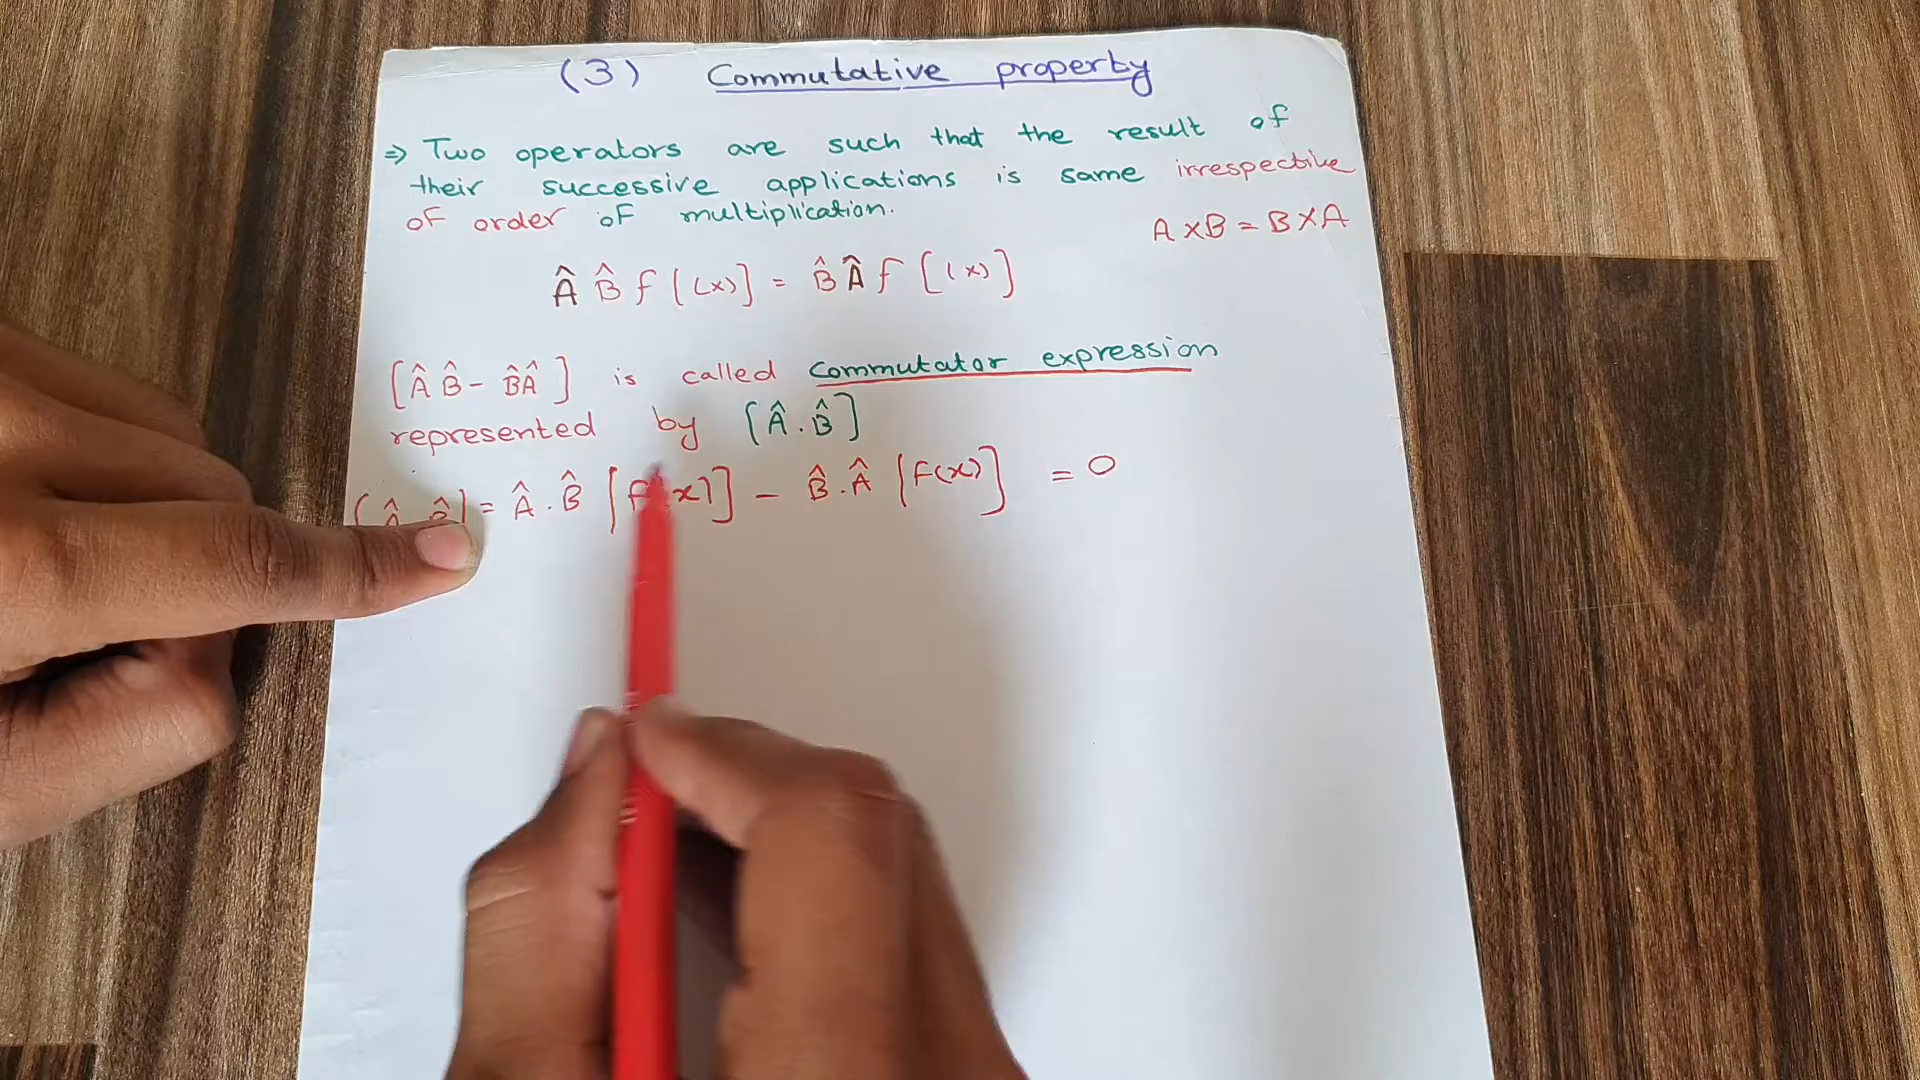 (3) Commutative property
⇒ Two operators are such that the result of
their successive applications is same irrespective
of order of multiplication.
A×B = B×A
Â B̂ f [(x)] = B̂ Â f [(x)]
[Â B̂ - B̂ Â] is called Commutator expression
represented by [Â . B̂]
= Â . B̂ [f(x)] - B̂ . Â [f(x)] = 0